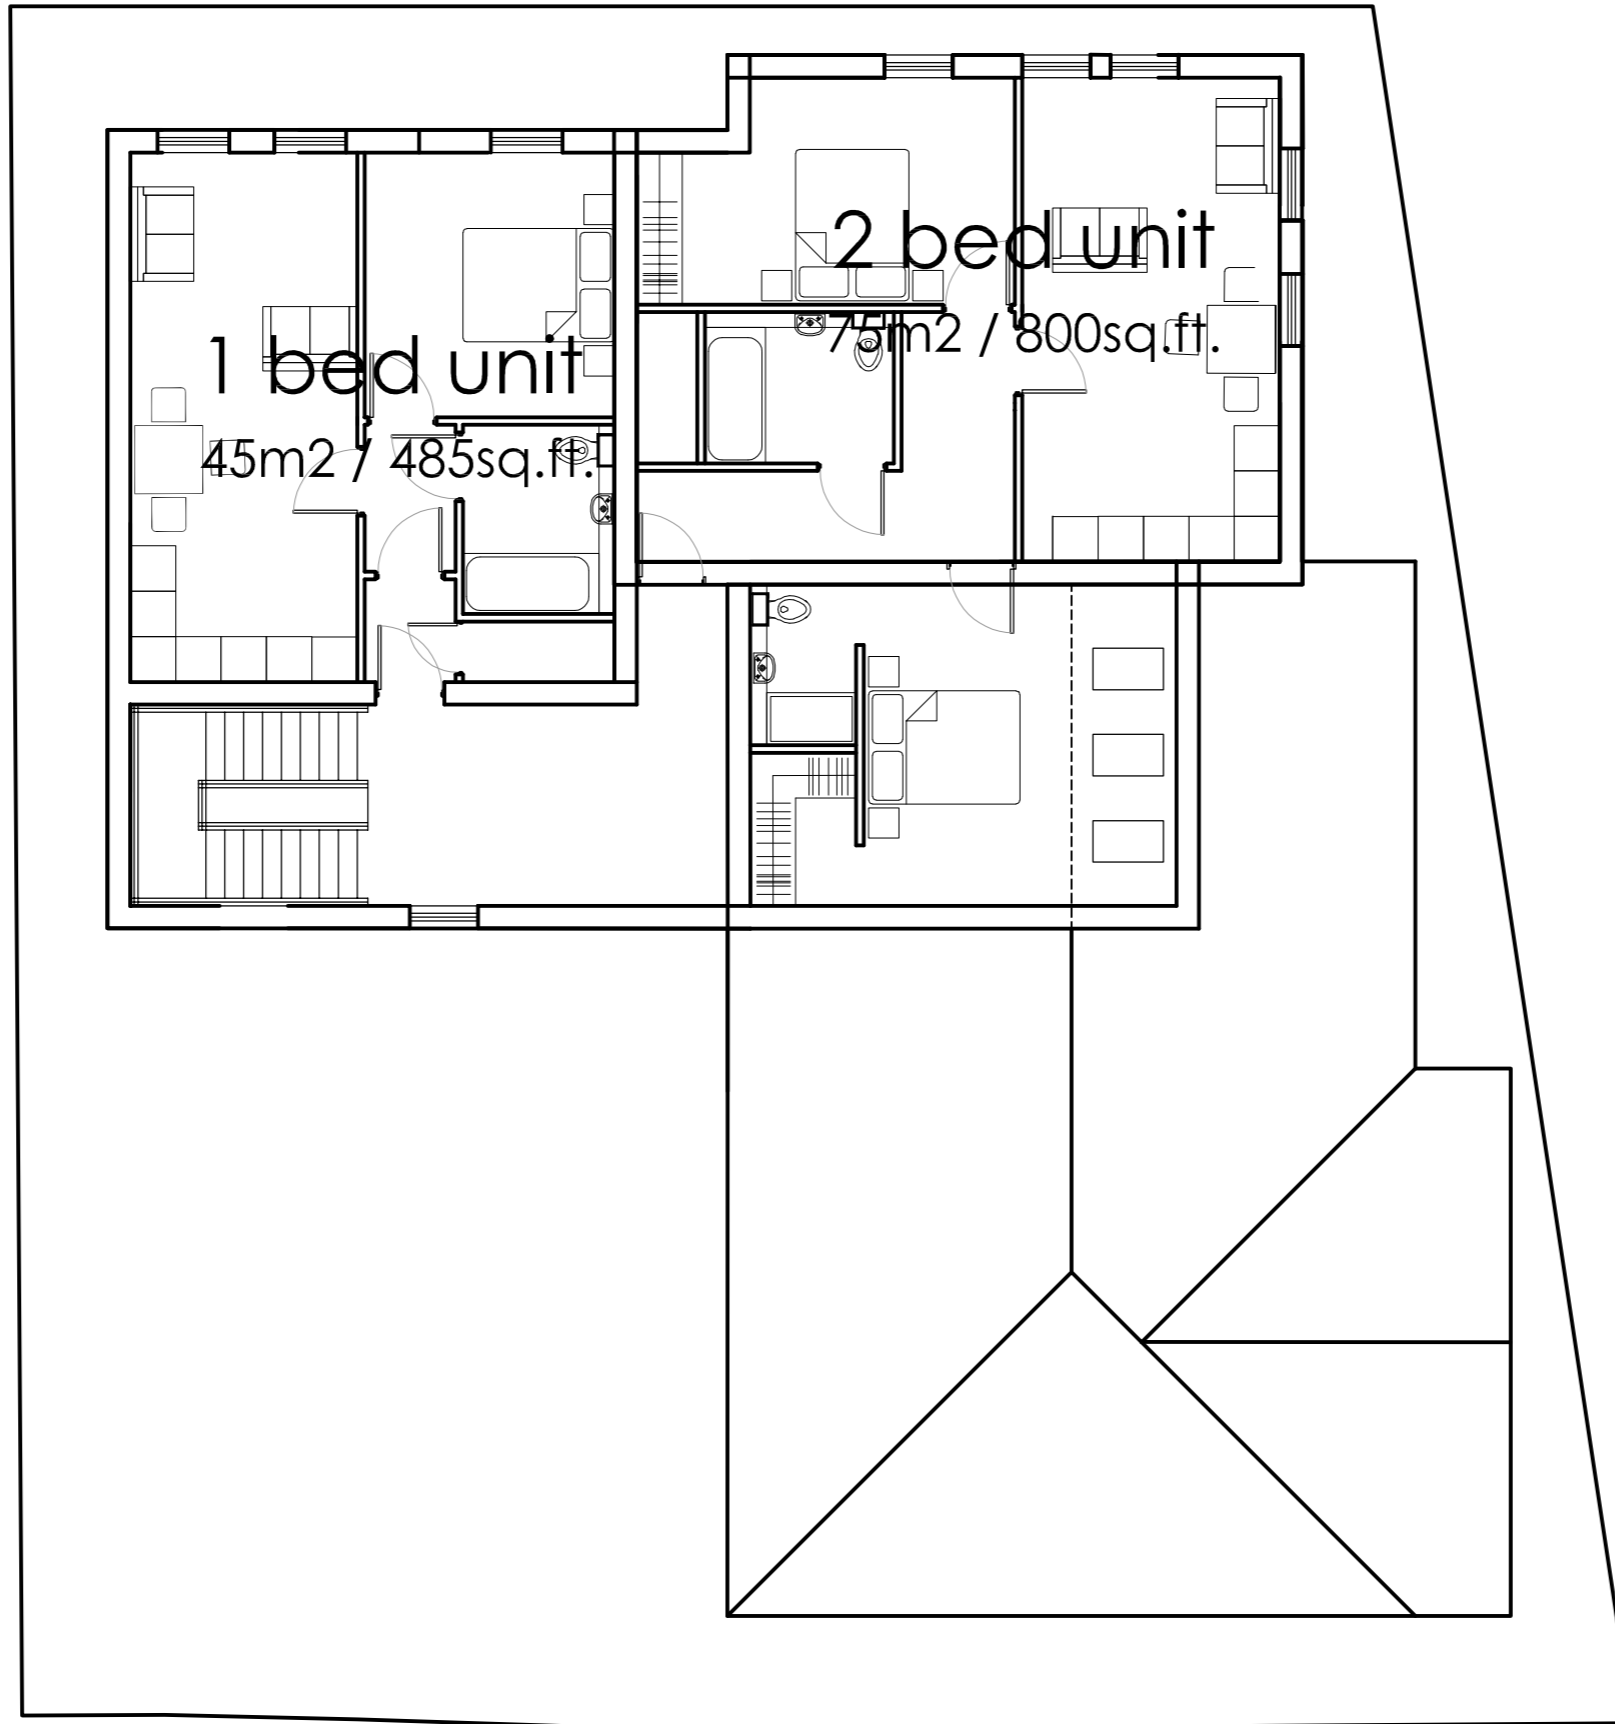 2 bed unit
75m2 / 800sq.ft.
1 bed unit
45m2 / 485sq.ft.